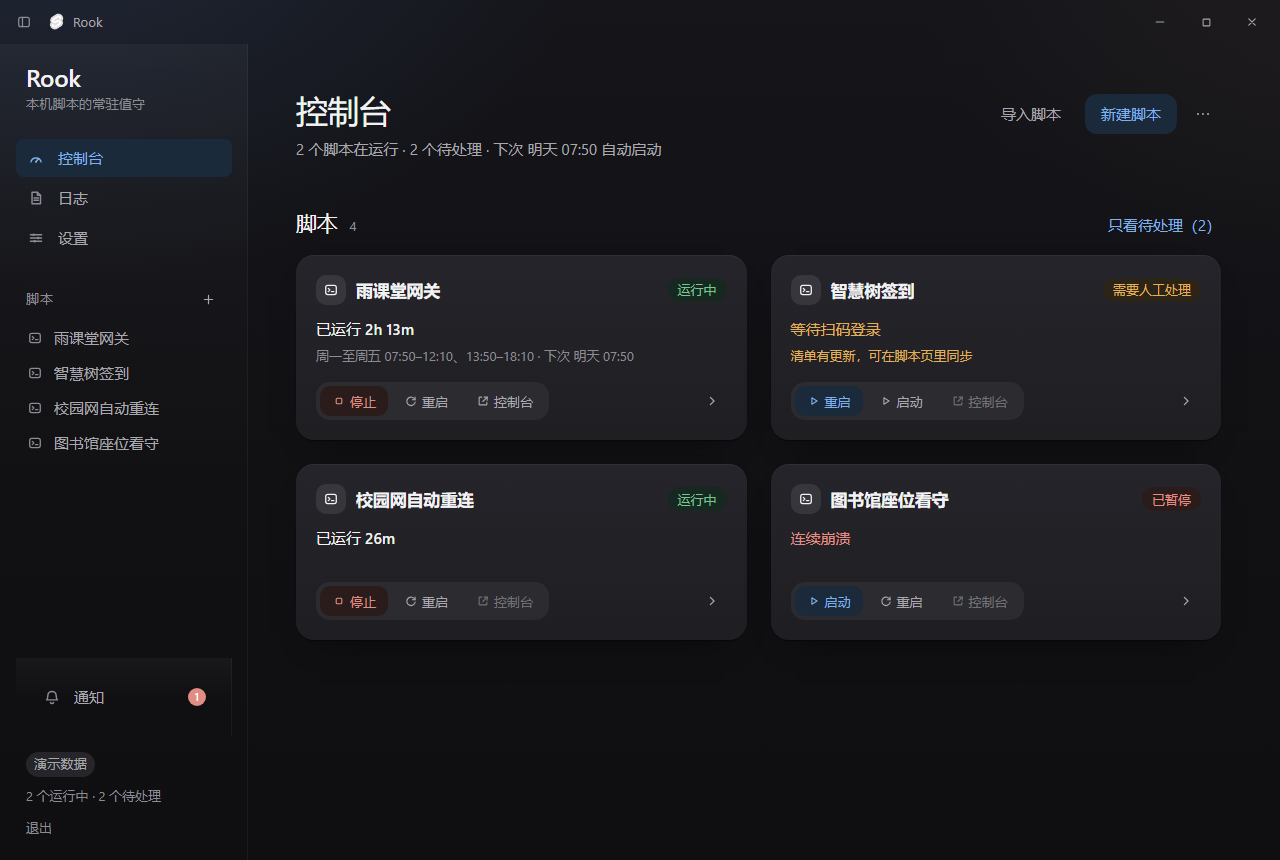 Rook
Rook
本机脚本的常驻值守
控制台
日志
设置
脚本
雨课堂网关
智慧树签到
校园网自动重连
图书馆座位看守
通知 1
演示数据
2 个运行中 · 2 个待处理
退出
控制台
导入脚本 新建脚本 ···
2 个脚本在运行 · 2 个待处理 · 下次 明天 07:50 自动启动
脚本 4
只看待处理 (2)
雨课堂网关 运行中
已运行 2h 13m
周一至周五 07:50–12:10、13:50–18:10 · 下次 明天 07:50
停止 重启 控制台
智慧树签到 需要人工处理
等待扫码登录
清单有更新，可在脚本页里同步
重启 启动 控制台
校园网自动重连 运行中
已运行 26m
停止 重启 控制台
图书馆座位看守 已暂停
连续崩溃
启动 重启 控制台